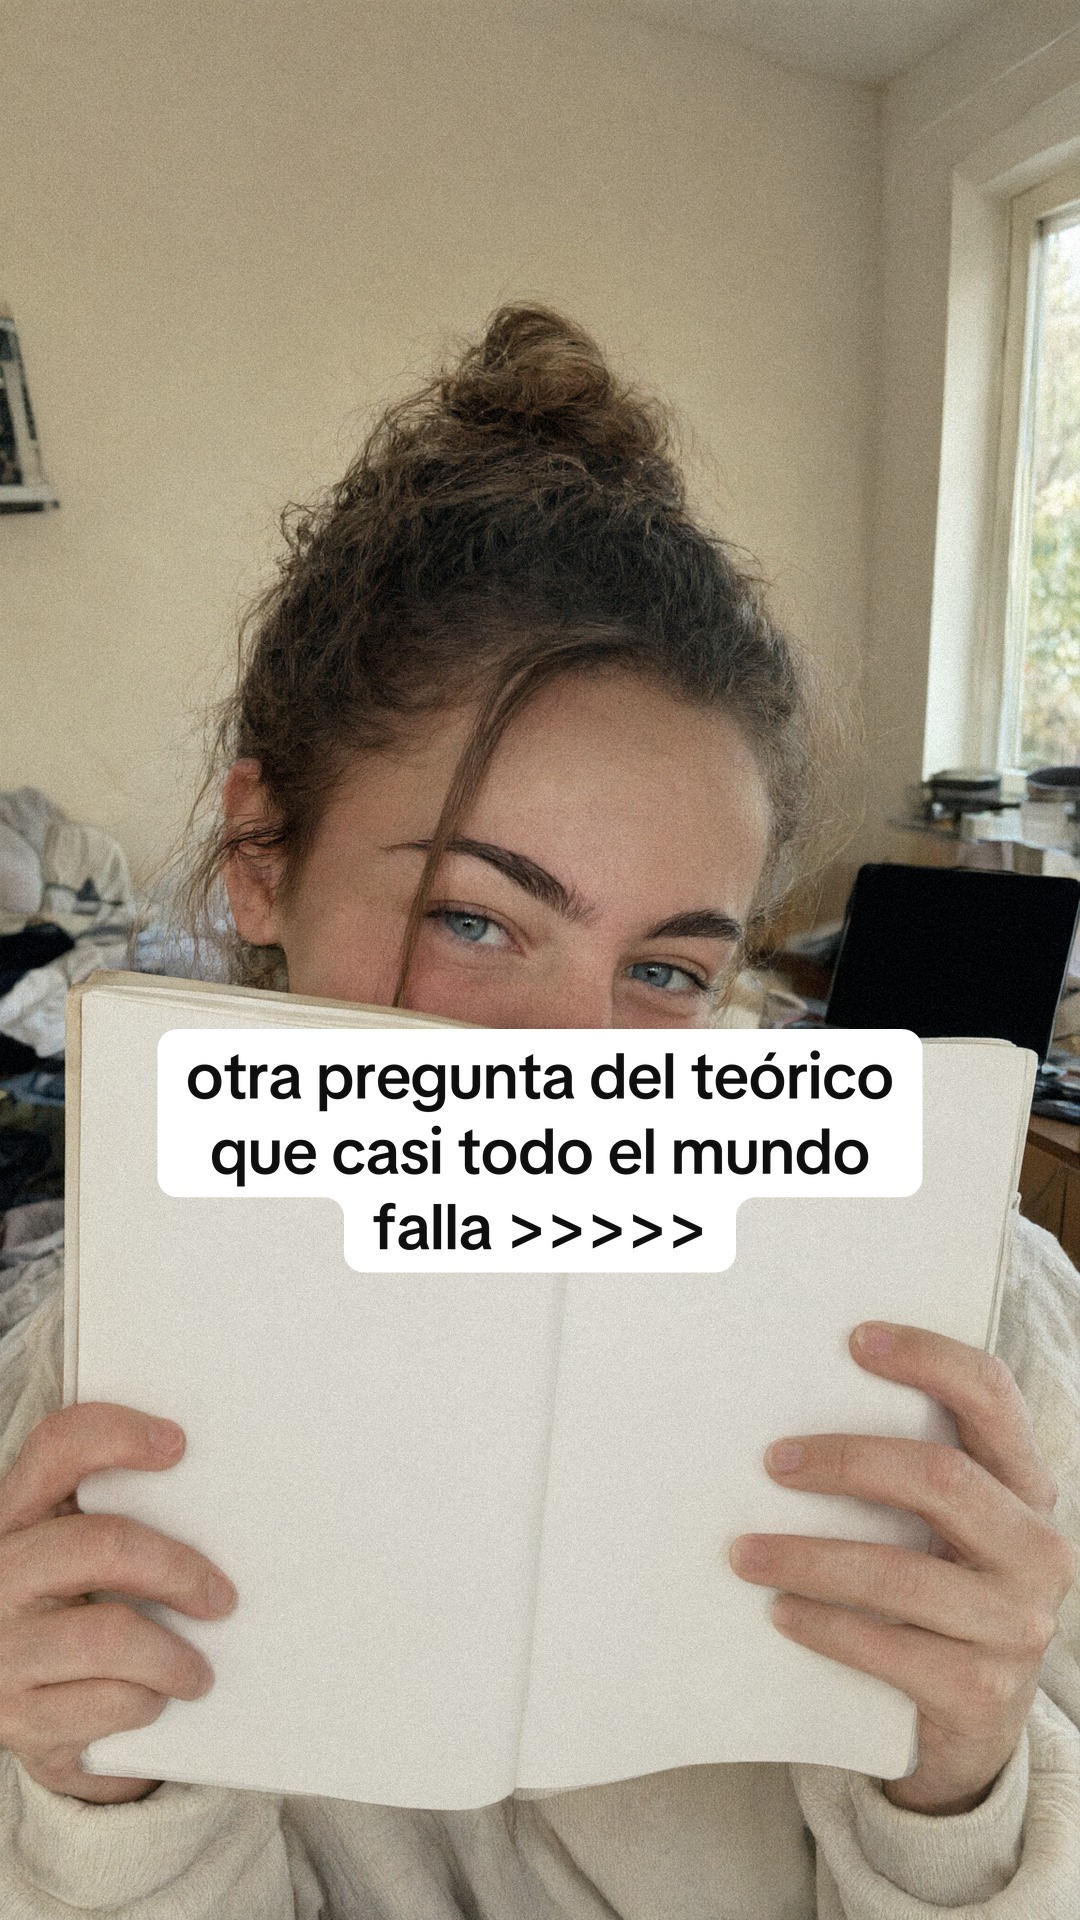 otra pregunta del teórico
que casi todo el mundo
falla >>>>>